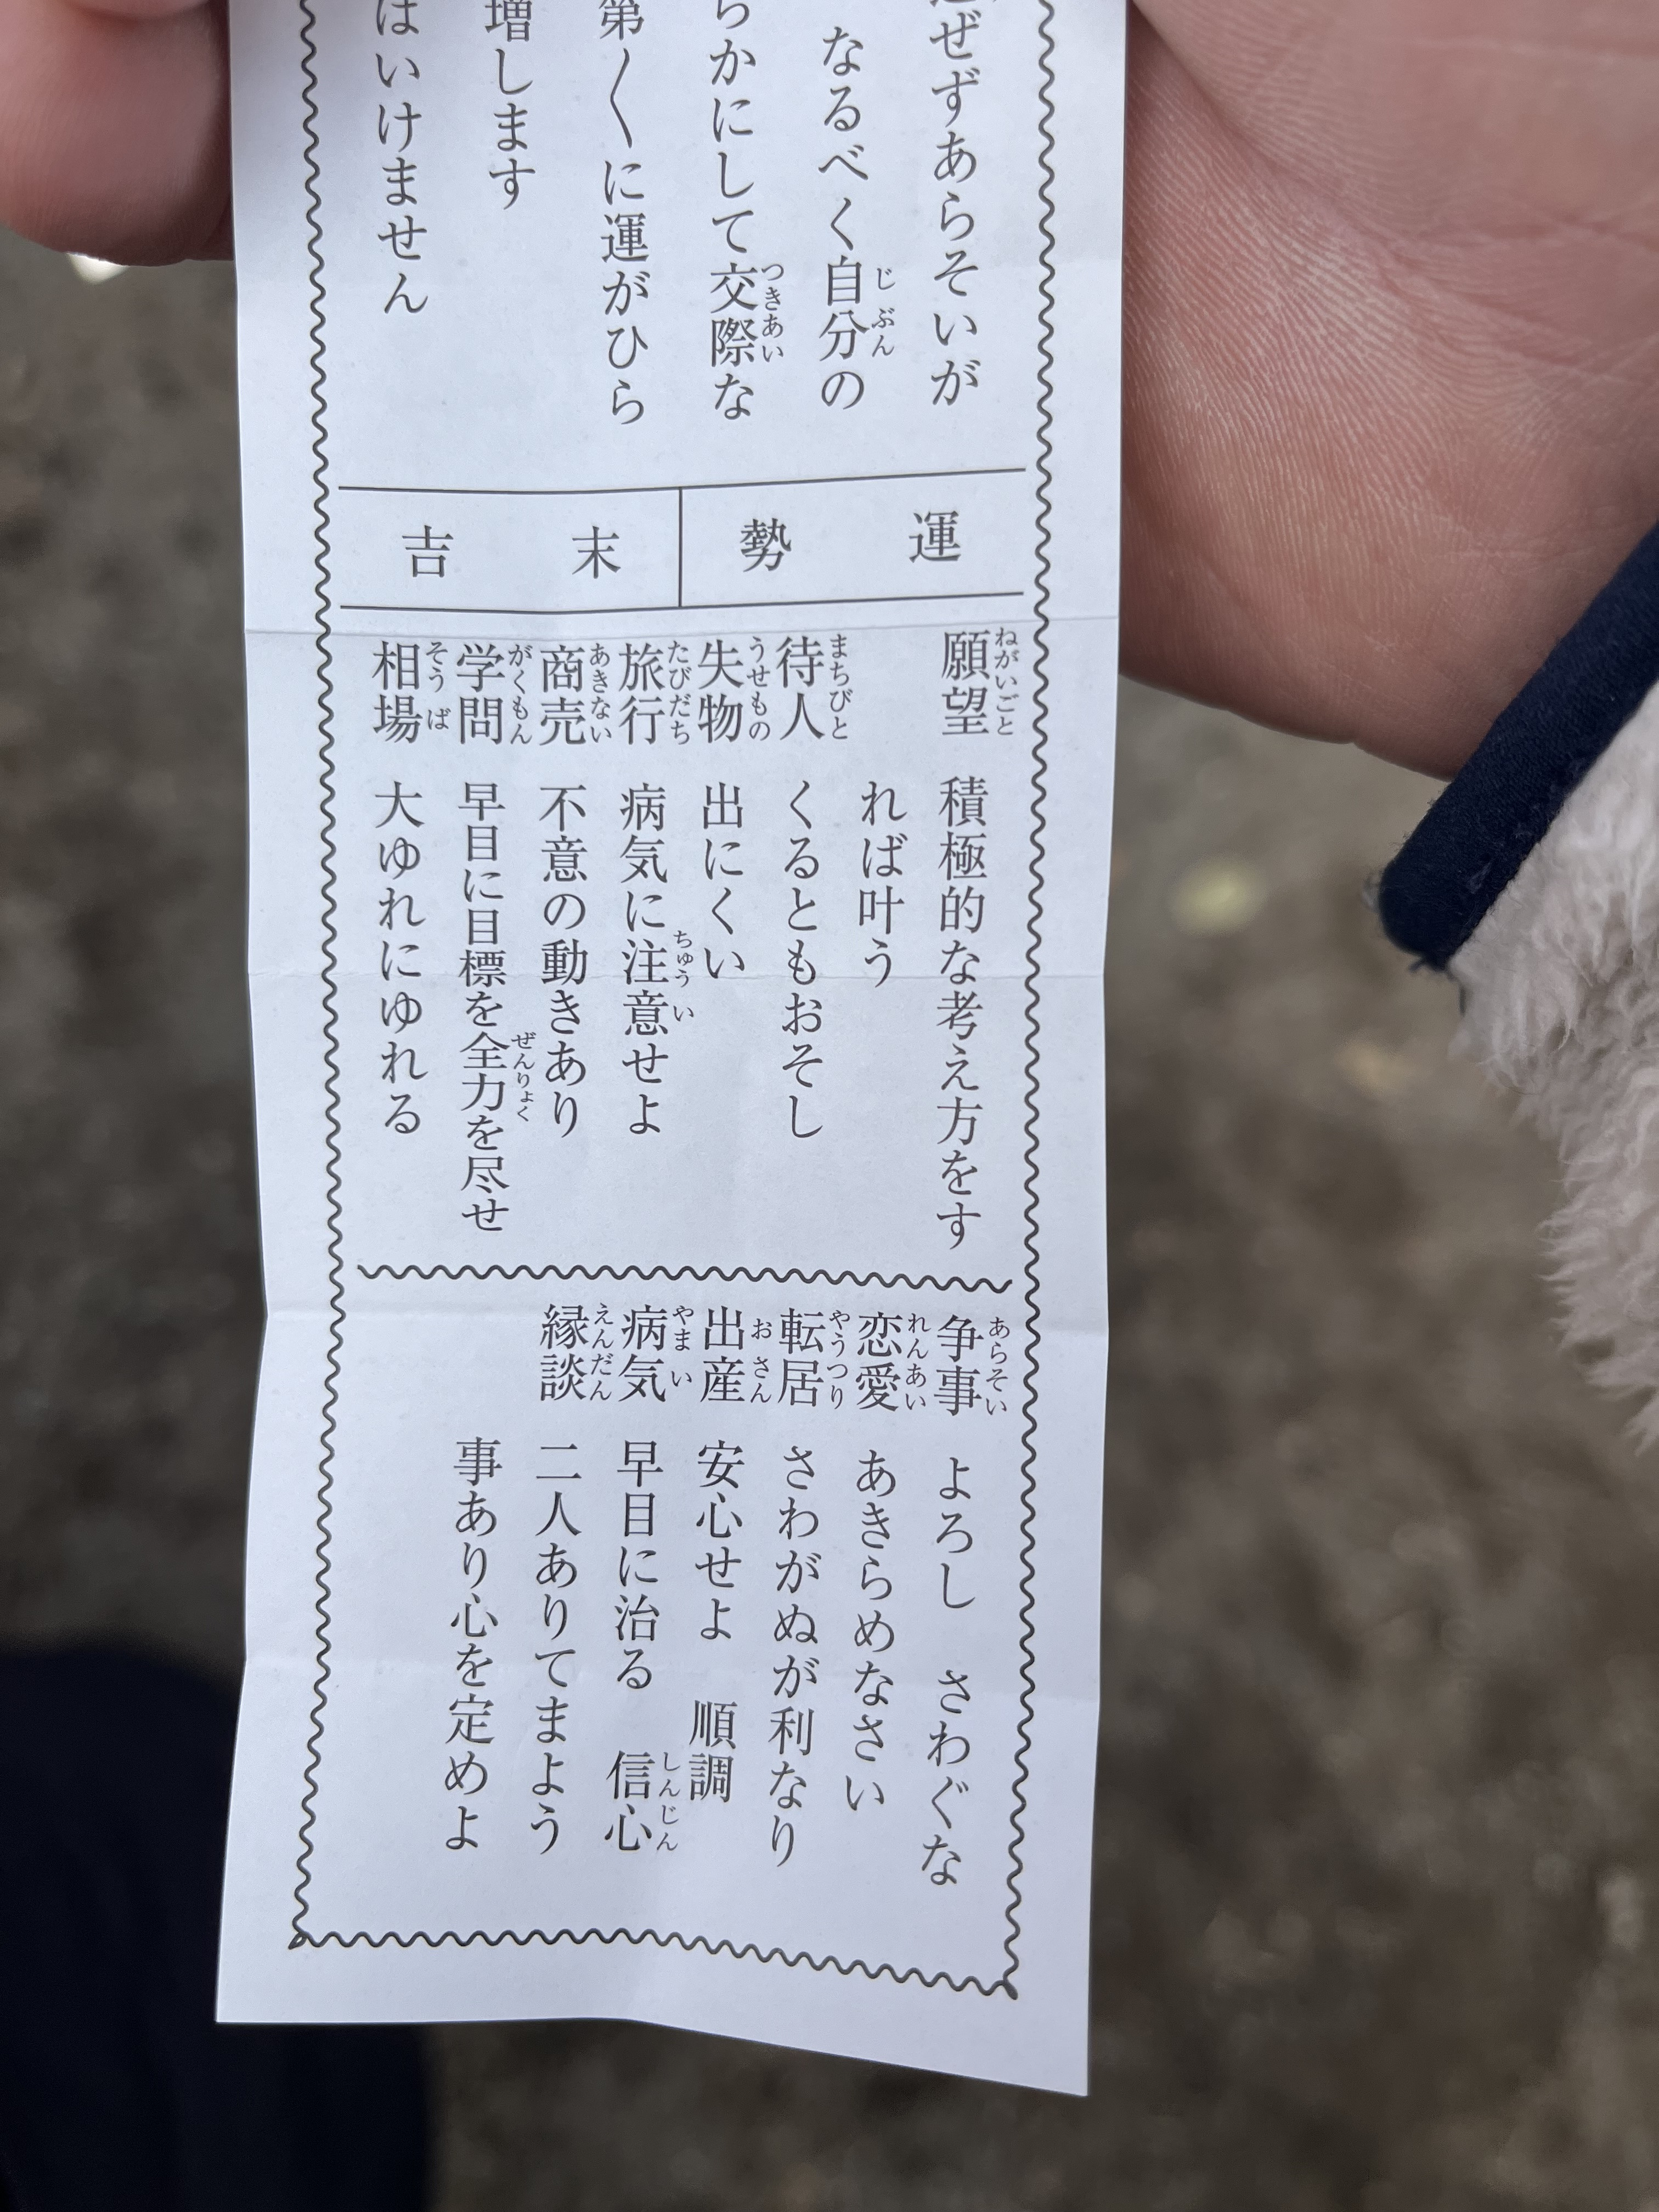 ぜずあらそいが
なるべく自分の
らかにして交際な
第〱に運がひら
増します
はいけません
運勢 末吉
願望 積極的な考え方をす
れば叶う
待人 くるともおそし
失物 出にくい
旅行 病気に注意せよ
商売 不意の動きあり
学問 早目に目標を全力を尽せ
相場 大ゆれにゆれる
争事 よろし さわぐな
恋愛 あきらめなさい
転居 さわがぬが利なり
出産 安心せよ 順調
病気 早目に治る 信心
縁談 二人ありてまよう
事あり心を定めよ